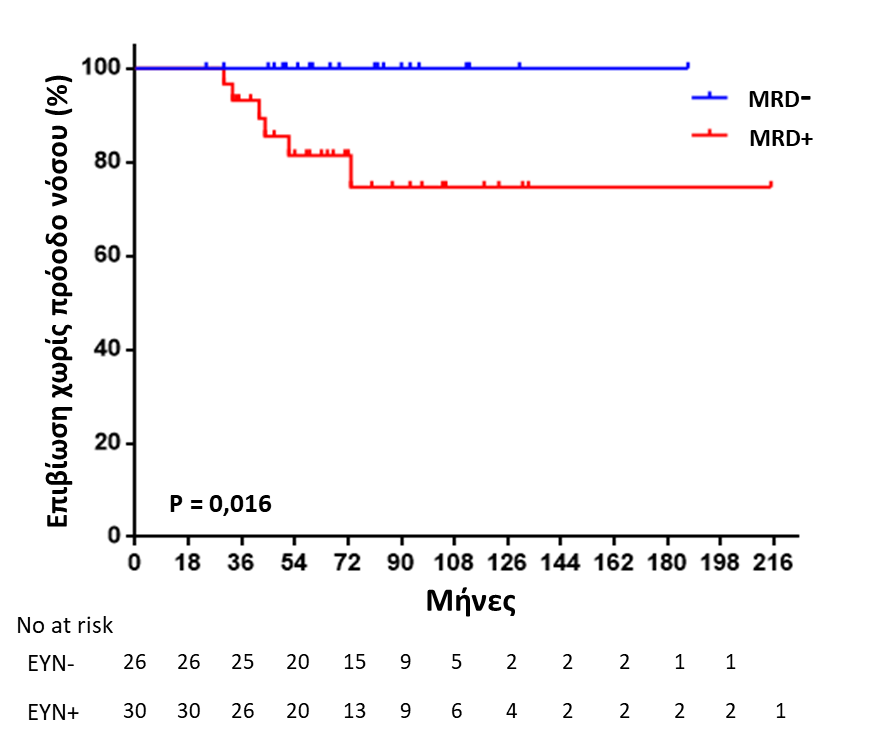 Επιβίωση χωρίς πρόοδο νόσου (%)
100
80
60
40
20
0
MRD-
MRD+
P = 0,016
0 18 36 54 72 90 108 126 144 162 180 198 216
Μήνες
No at risk
ΕΥΝ- 26 26 25 20 15 9 5 2 2 2 1 1
ΕΥΝ+ 30 30 26 20 13 9 6 4 2 2 2 2 1